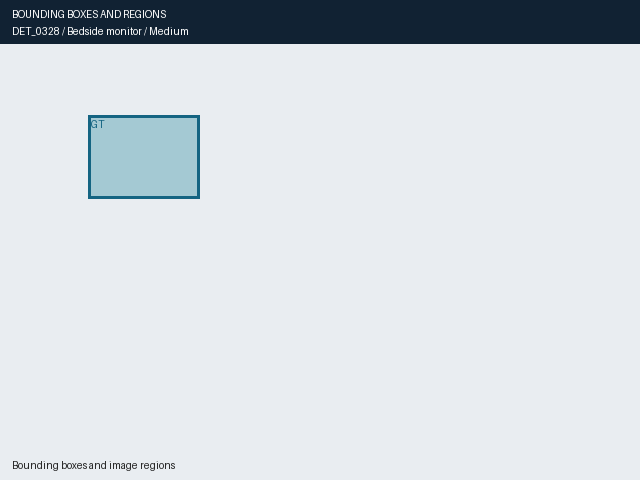 BOUNDING BOXES AND REGIONS
DET_0328 / Bedside monitor / Medium
GT
Bounding boxes and image regions